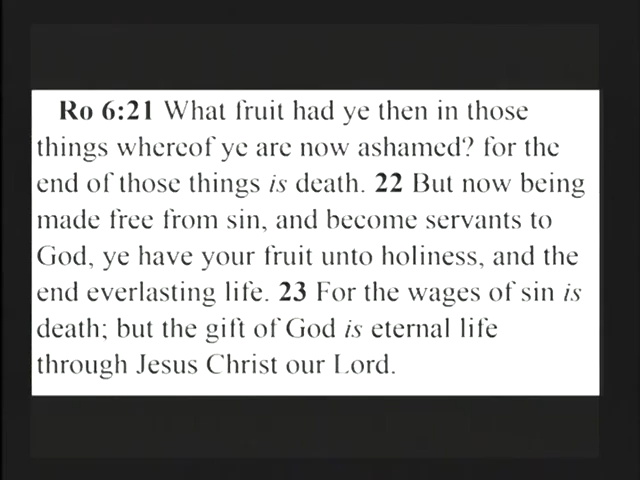 Ro 6:21 What fruit had ye then in those
things whereof ye are now ashamed? for the
end of those things is death. 22 But now being
made free from sin, and become servants to
God, ye have your fruit unto holiness, and the
end everlasting life. 23 For the wages of sin is
death; but the gift of God is eternal life
through Jesus Christ our Lord.